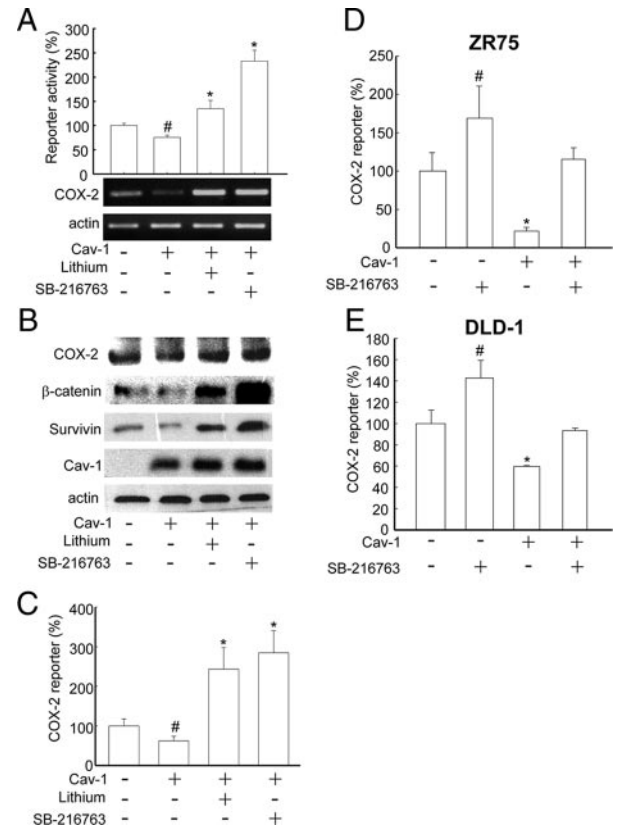 A
Reporter activity (%)
300
250
200
150
100
50
0
#
*
*
COX-2
actin
Cav-1 - + + +
Lithium - - + -
SB-216763 - - - +
B
COX-2
β-catenin
Survivin
Cav-1
actin
Cav-1 - + + +
Lithium - - + -
SB-216763 - - - +
C
COX-2 reporter (%)
400
300
200
100
0
#
*
*
Cav-1 - + + +
Lithium - - + -
SB-216763 - - - +
D
ZR75
COX-2 reporter (%)
250
200
150
100
50
0
#
*
Cav-1 - - + +
SB-216763 - + - +
E
DLD-1
COX-2 reporter (%)
180
160
140
120
100
80
60
40
20
0
#
*
Cav-1 - - + +
SB-216763 - + - +